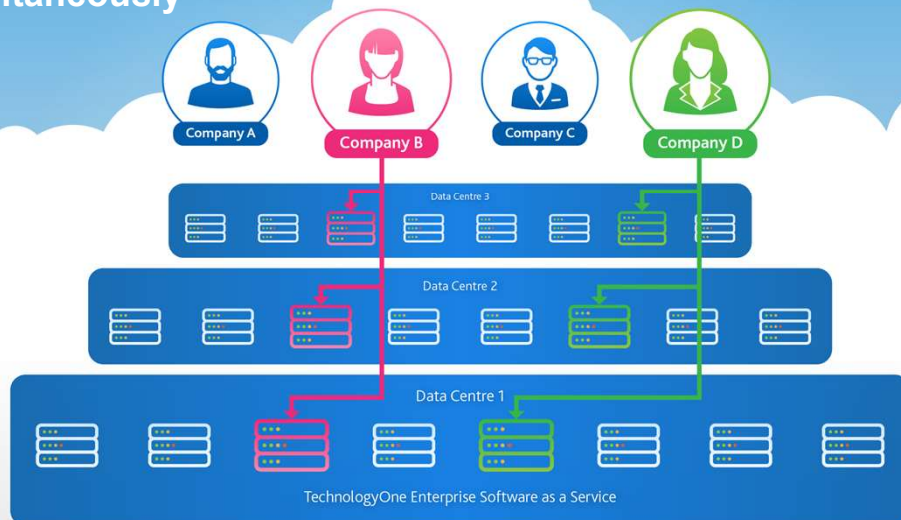 Company A
Company B
Company C
Company D
Data Centre 3
Data Centre 2
Data Centre 1
TechnologyOne Enterprise Software as a Service